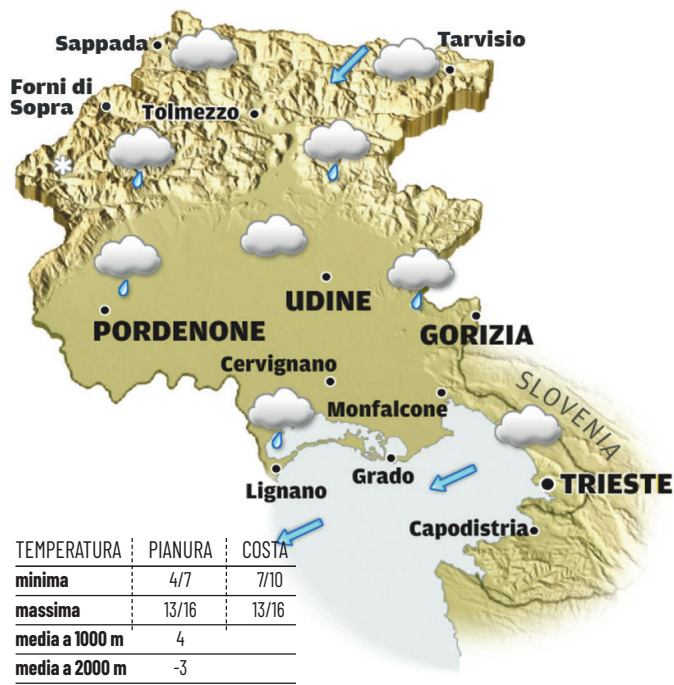 Sappada
Tarvisio
Forni di
Sopra
Tolmezzo
UDINE
PORDENONE
GORIZIA
Cervignano
SLOVENIA
Monfalcone
Grado
TRIESTE
Lignano
Capodistria
TEMPERATURA PIANURA COSTA
minima 4/7 7/10
massima 13/16 13/16
media a 1000 m 4
media a 2000 m -3